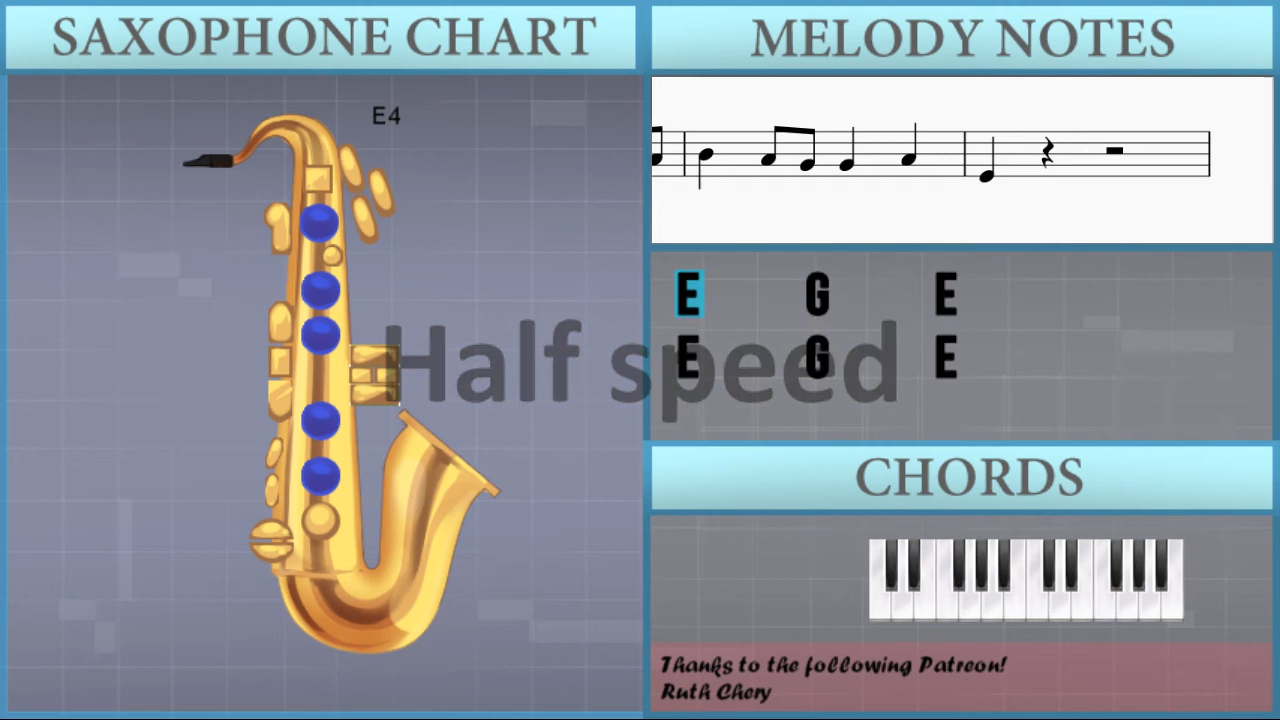 SAXOPHONE CHART
MELODY NOTES
E4
E G E
E G E
Half speed
CHORDS
Thanks to the following Patreon!
Ruth Chery